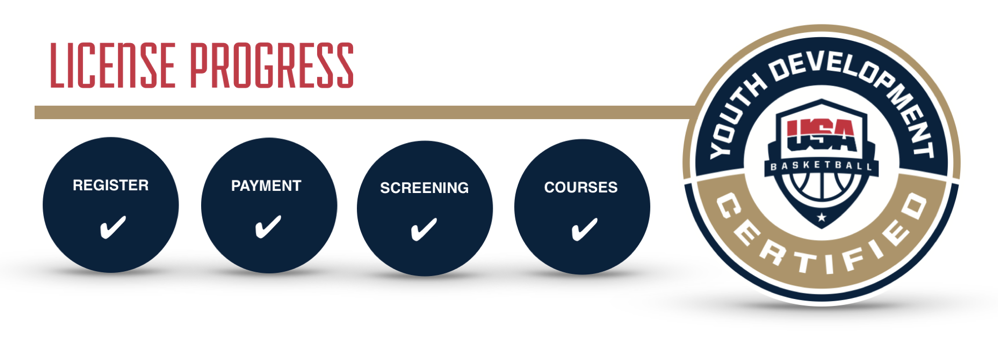 LICENSE PROGRESS
REGISTER
✔
PAYMENT
✔
SCREENING
✔
COURSES
✔
YOUTH DEVELOPMENT
USA
BASKETBALL
CERTIFIED